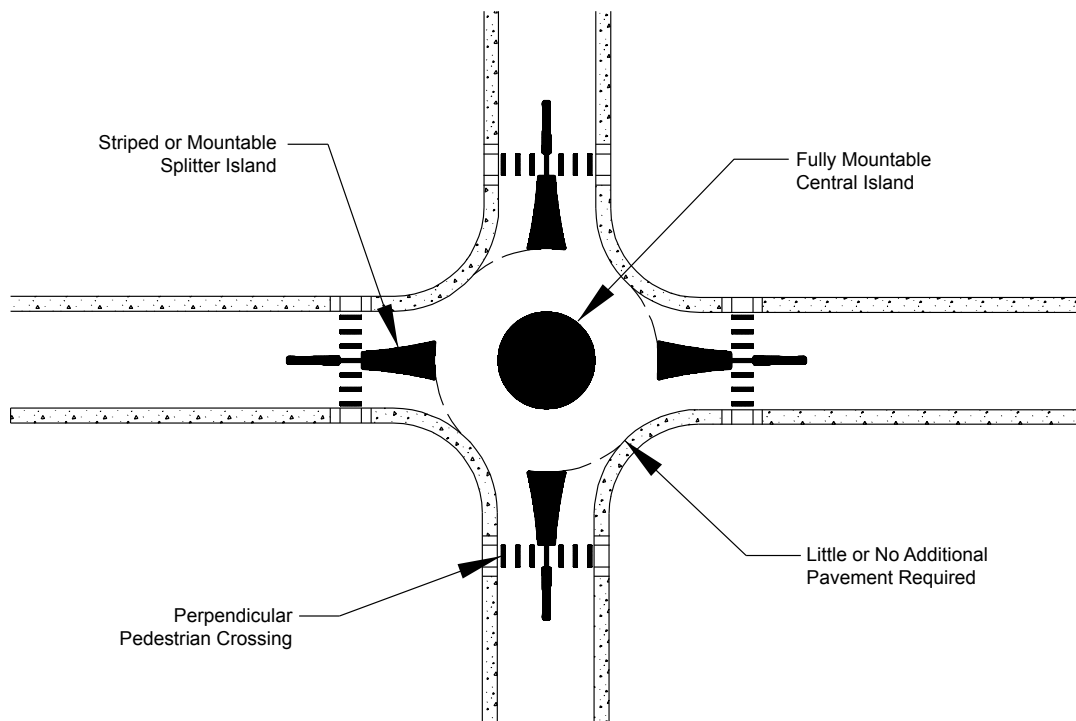 Striped or Mountable
Splitter Island
Fully Mountable
Central Island
Little or No Additional
Pavement Required
Perpendicular
Pedestrian Crossing